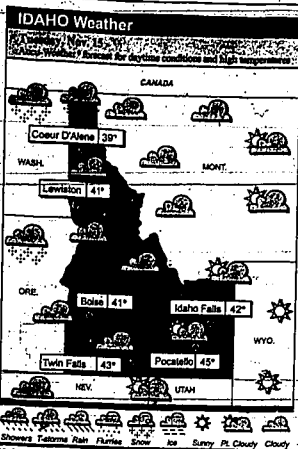 IDAHO Weather
Weather forecast for daytime conditions and high temperatures
CANADA
Coeur D'Alene 39°
WASH.
MONT.
Lewiston 41°
ORE.
Boise 41°
Idaho Falls 42°
WYO.
Twin Falls 43°
Pocatello 45°
NEV.
UTAH
Showers T-storms Rain Flurries Snow Ice Sunny Pt. Cloudy Cloudy